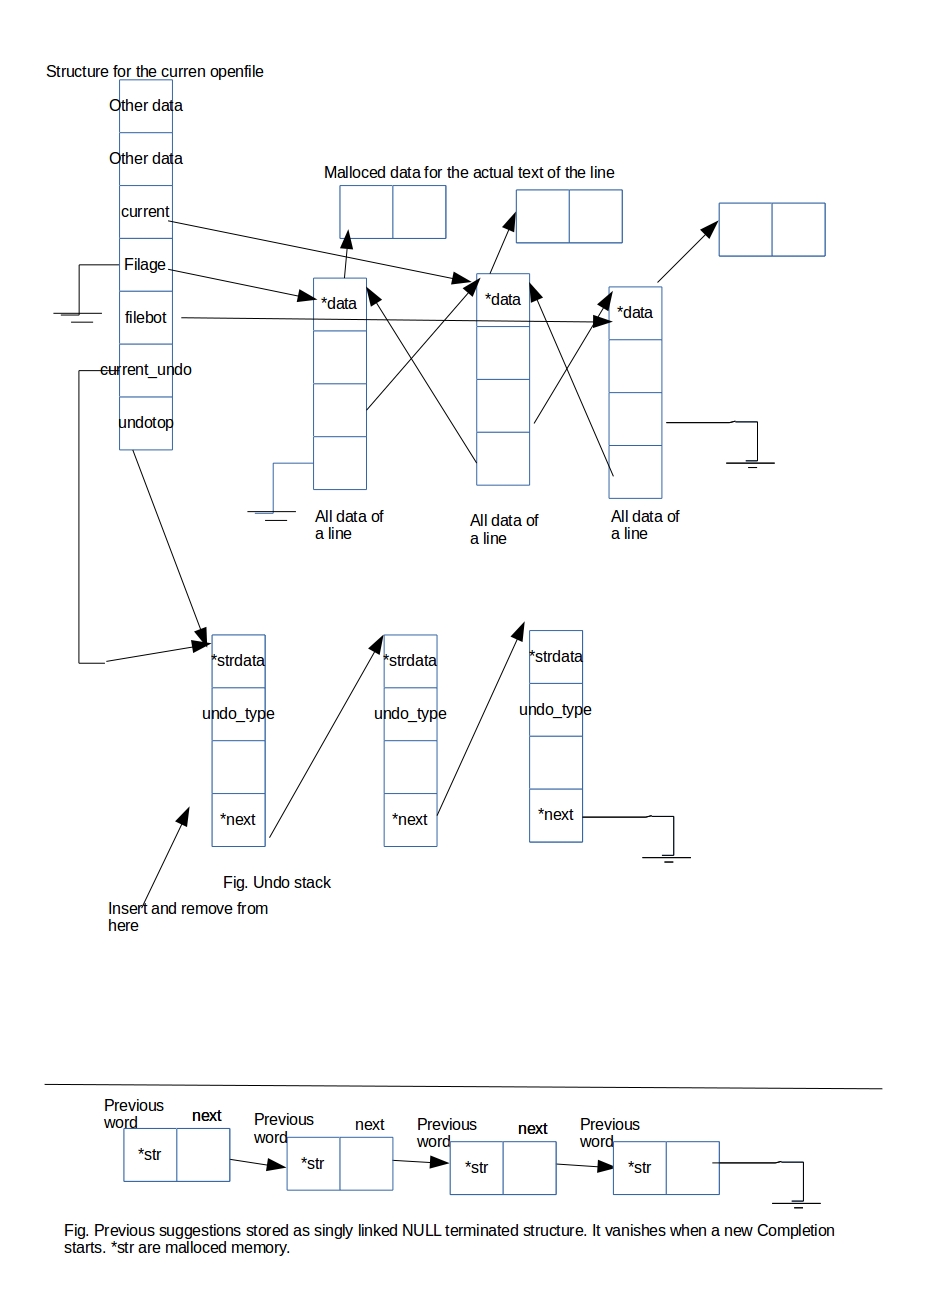 Structure for the curren openfile
Other data
Other data
current
Filage
filebot
current_undo
undotop
Malloced data for the actual text of the line
*data
*data
*data
All data of
a line
All data of
a line
All data of
a line
*strdata
undo_type
*next
*strdata
undo_type
*next
*strdata
undo_type
*next
Fig. Undo stack
Insert and remove from
here
Previous
word
next
*str
Previous
word
next
*str
Previous
word
next
*str
Previous
word
*str
Fig. Previous suggestions stored as singly linked NULL terminated structure. It vanishes when a new Completion
starts. *str are malloced memory.